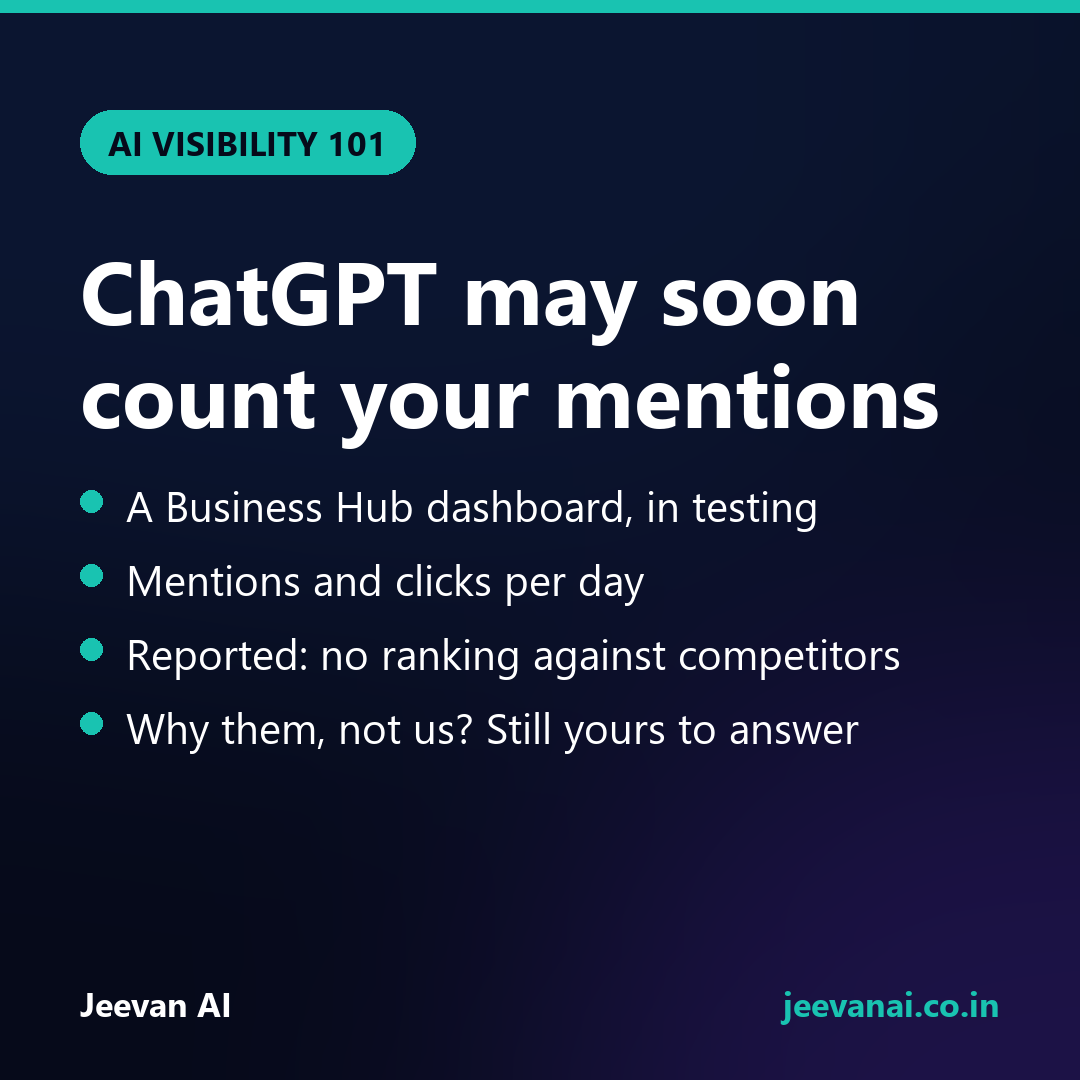 AI VISIBILITY 101
ChatGPT may soon
count your mentions
A Business Hub dashboard, in testing
Mentions and clicks per day
Reported: no ranking against competitors
Why them, not us? Still yours to answer
Jeevan AI
jeevanai.co.in